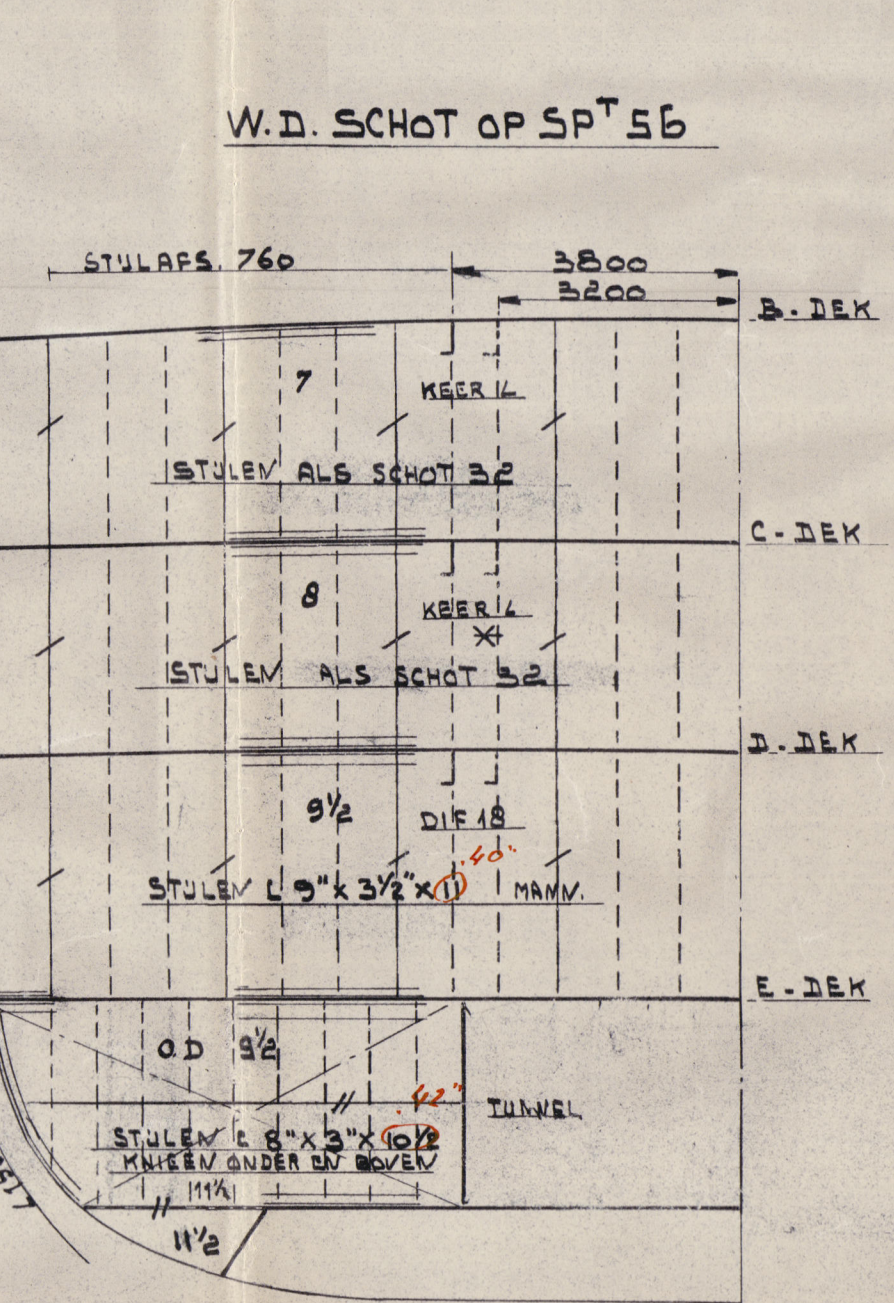 W.D. SCHOT OP SP^T 56
STIJLAFS. 760
3800
3200
B-DEK
7
KEER L
STIJLEN ALS SCHOT 32
C-DEK
8
KEER L
STIJLEN ALS SCHOT 32
D-DEK
9½
DIF 18
.40"
STIJLEN L 9" X 3½" X 11 MANN.
E-DEK
O.D 9½
.42"
TUNNEL
STIJLEN L 8" X 3" X 10½
KNIEEN ONDER EN BOVEN
11½
11½